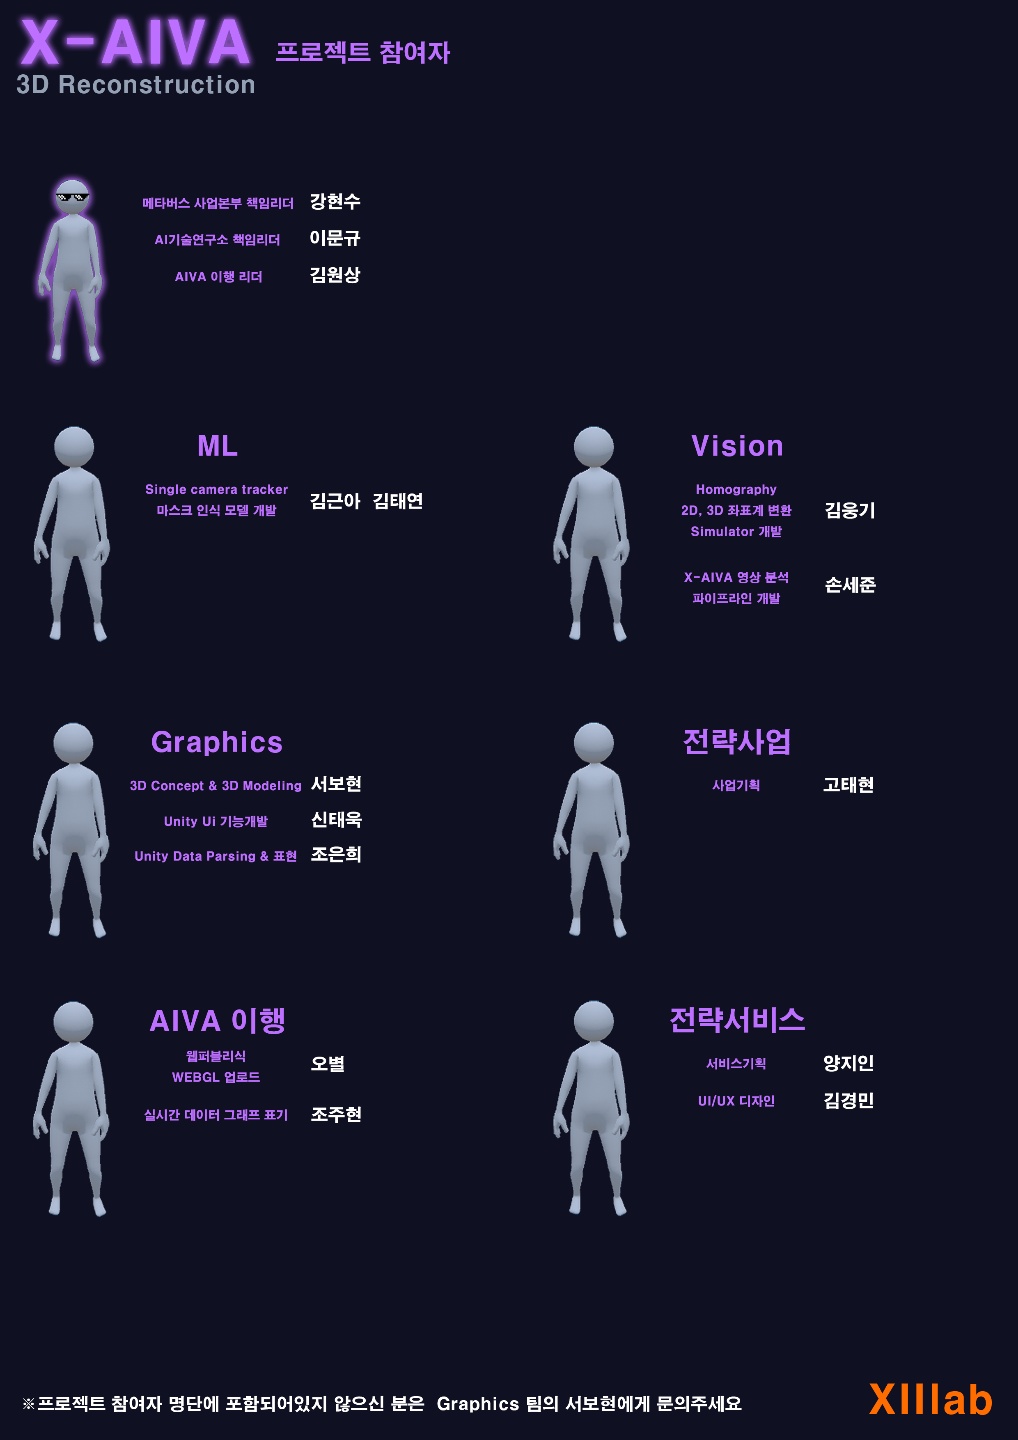 X-AIVA 프로젝트 참여자
3D Reconstruction
메타버스 사업본부 책임리더 강현수
AI기술연구소 책임리더 이문규
AIVA 이행 리더 김원상
ML
Single camera tracker
마스크 인식 모델 개발
김근아 김태연
Vision
Homography
2D, 3D 좌표계 변환
Simulator 개발
김웅기
X-AIVA 영상 분석
파이프라인 개발
손세준
Graphics
3D Concept & 3D Modeling 서보현
Unity Ui 기능개발 신태욱
Unity Data Parsing & 표현 조은희
전략사업
사업기획 고태현
AIVA 이행
웹퍼블리식
WEBGL 업로드
오별
실시간 데이터 그래프 표기 조주현
전략서비스
서비스기획 양지인
UI/UX 디자인 김경민
※프로젝트 참여자 명단에 포함되어있지 않으신 분은 Graphics 팀의 서보현에게 문의주세요
XIIIab